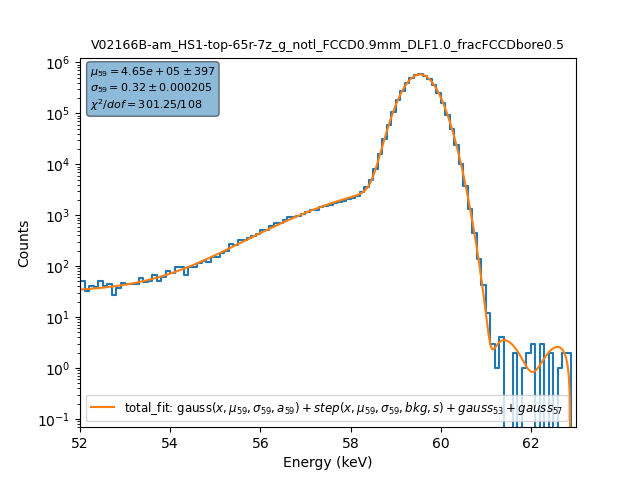 V02166B-am_HS1-top-65r-7z_g_notl_FCCD0.9mm_DLF1.0_fracFCCDbore0.5
μ₅₉ = 4.65e + 05 ± 397
σ₅₉ = 0.32 ± 0.000205
χ²/dof = 301.25/108
Counts
10⁶
10⁵
10⁴
10³
10²
10¹
10⁰
10⁻¹
total_fit: gauss(x, μ₅₉, σ₅₉, a₅₉) + step(x, μ₅₉, σ₅₉, bkg, s) + gauss₅₃ + gauss₅₇
52 54 56 58 60 62
Energy (keV)